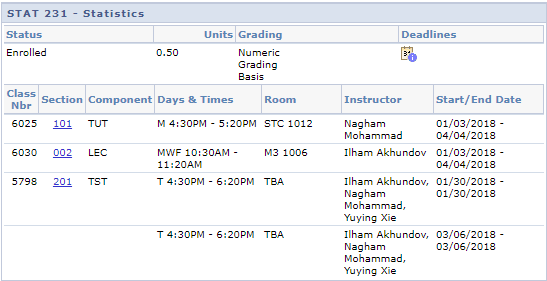 STAT 231 - Statistics
Status Units Grading Deadlines
Enrolled 0.50 Numeric
Grading
Basis
Class
Nbr Section Component Days & Times Room Instructor Start/End Date
6025 101 TUT M 4:30PM - 5:20PM STC 1012 Nagham 01/03/2018 -
Mohammad 04/04/2018
6030 002 LEC MWF 10:30AM - M3 1006 Ilham Akhundov 01/03/2018 -
11:20AM 04/04/2018
5798 201 TST T 4:30PM - 6:20PM TBA Ilham Akhundov, 01/30/2018 -
Nagham 01/30/2018
Mohammad,
Yuying Xie
T 4:30PM - 6:20PM TBA Ilham Akhundov, 03/06/2018 -
Nagham 03/06/2018
Mohammad,
Yuying Xie